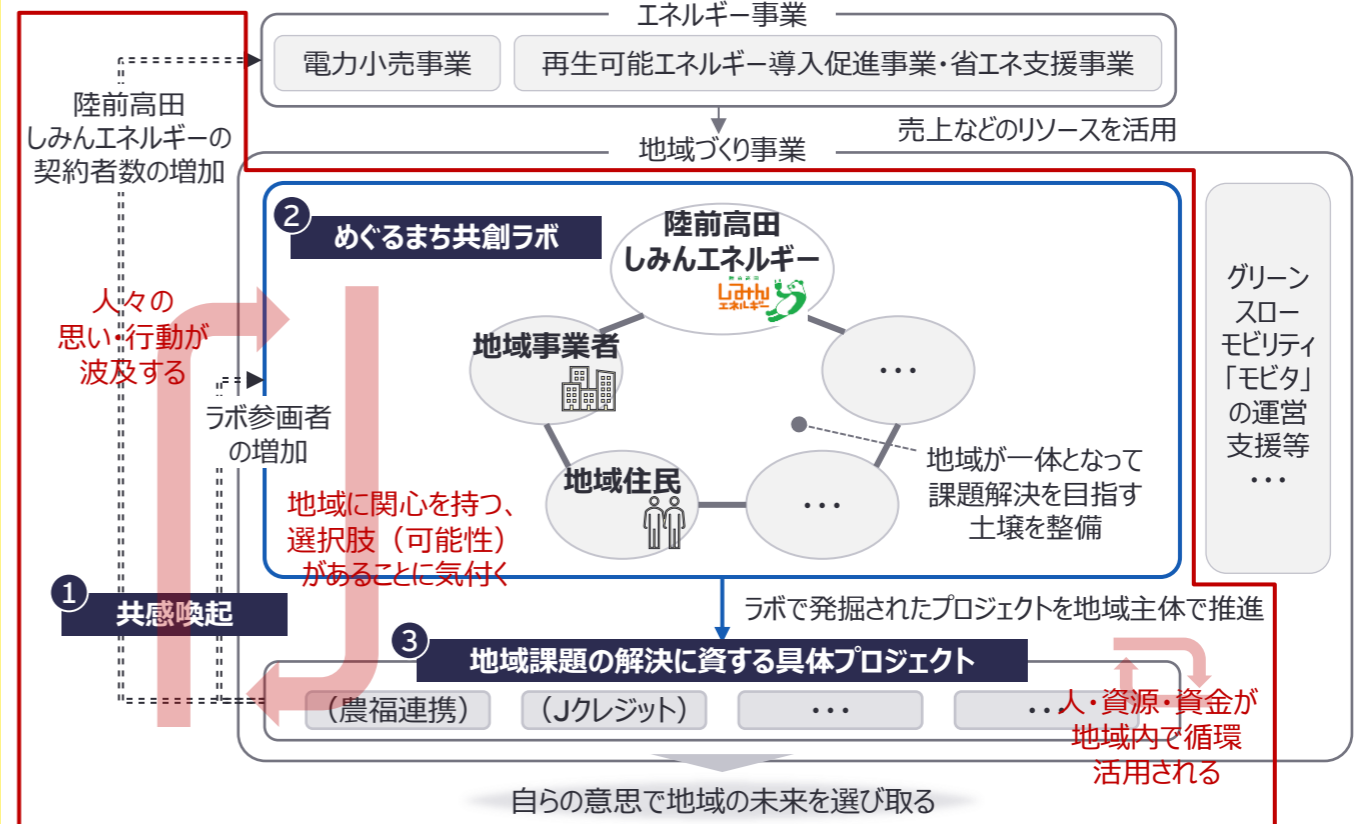 エネルギー事業
電力小売事業
再生可能エネルギー導入促進事業・省エネ支援事業
陸前高田
しみんエネルギーの
契約者数の増加
売上などのリソースを活用
地域づくり事業
❷
めぐるまち共創ラボ
陸前高田
しみんエネルギー
陸前高田
しみん
エネルギー
地域事業者
・・・
地域住民
・・・
地域が一体となって
課題解決を目指す
土壌を整備
グリーン
スロー
モビリティ
「モビタ」
の運営
支援等
・・・
人々の
思い・行動が
波及する
ラボ参画者
の増加
地域に関心を持つ、
選択肢（可能性）
があることに気付く
❶
共感喚起
ラボで発掘されたプロジェクトを地域主体で推進
❸
地域課題の解決に資する具体プロジェクト
（農福連携）
（Jクレジット）
・・・
・・・
人・資源・資金が
地域内で循環
活用される
自らの意思で地域の未来を選び取る